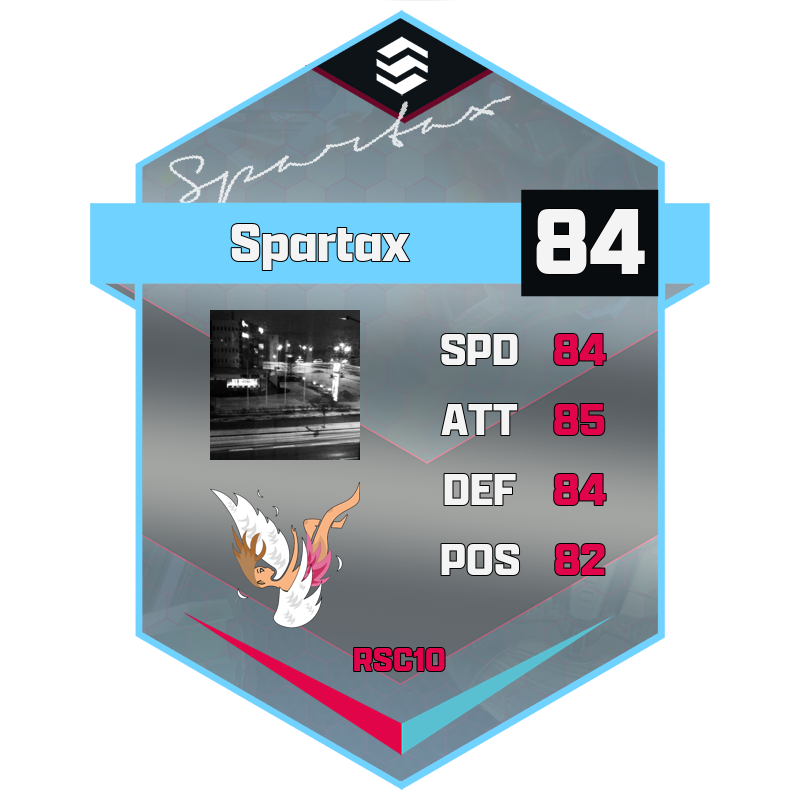 Spartax
Spartax 84
SPD 84
ATT 85
DEF 84
POS 82
RSC10